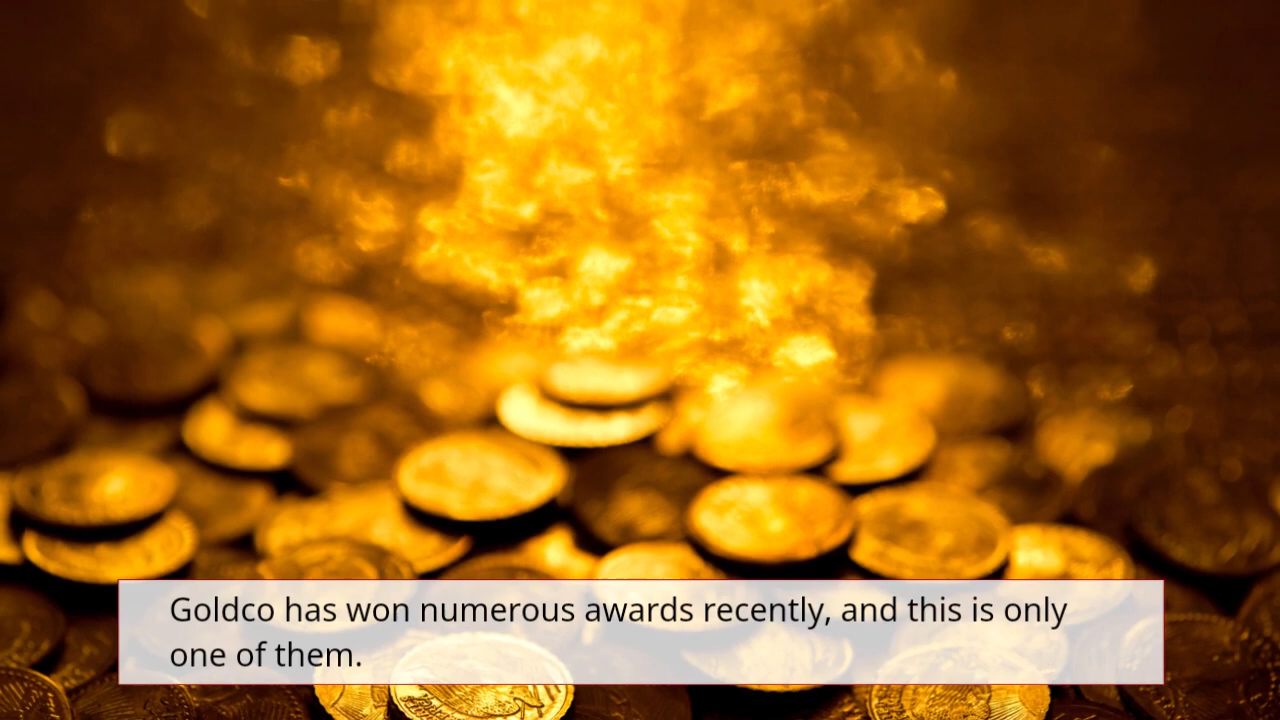 Goldco has won numerous awards recently, and this is only
one of them.